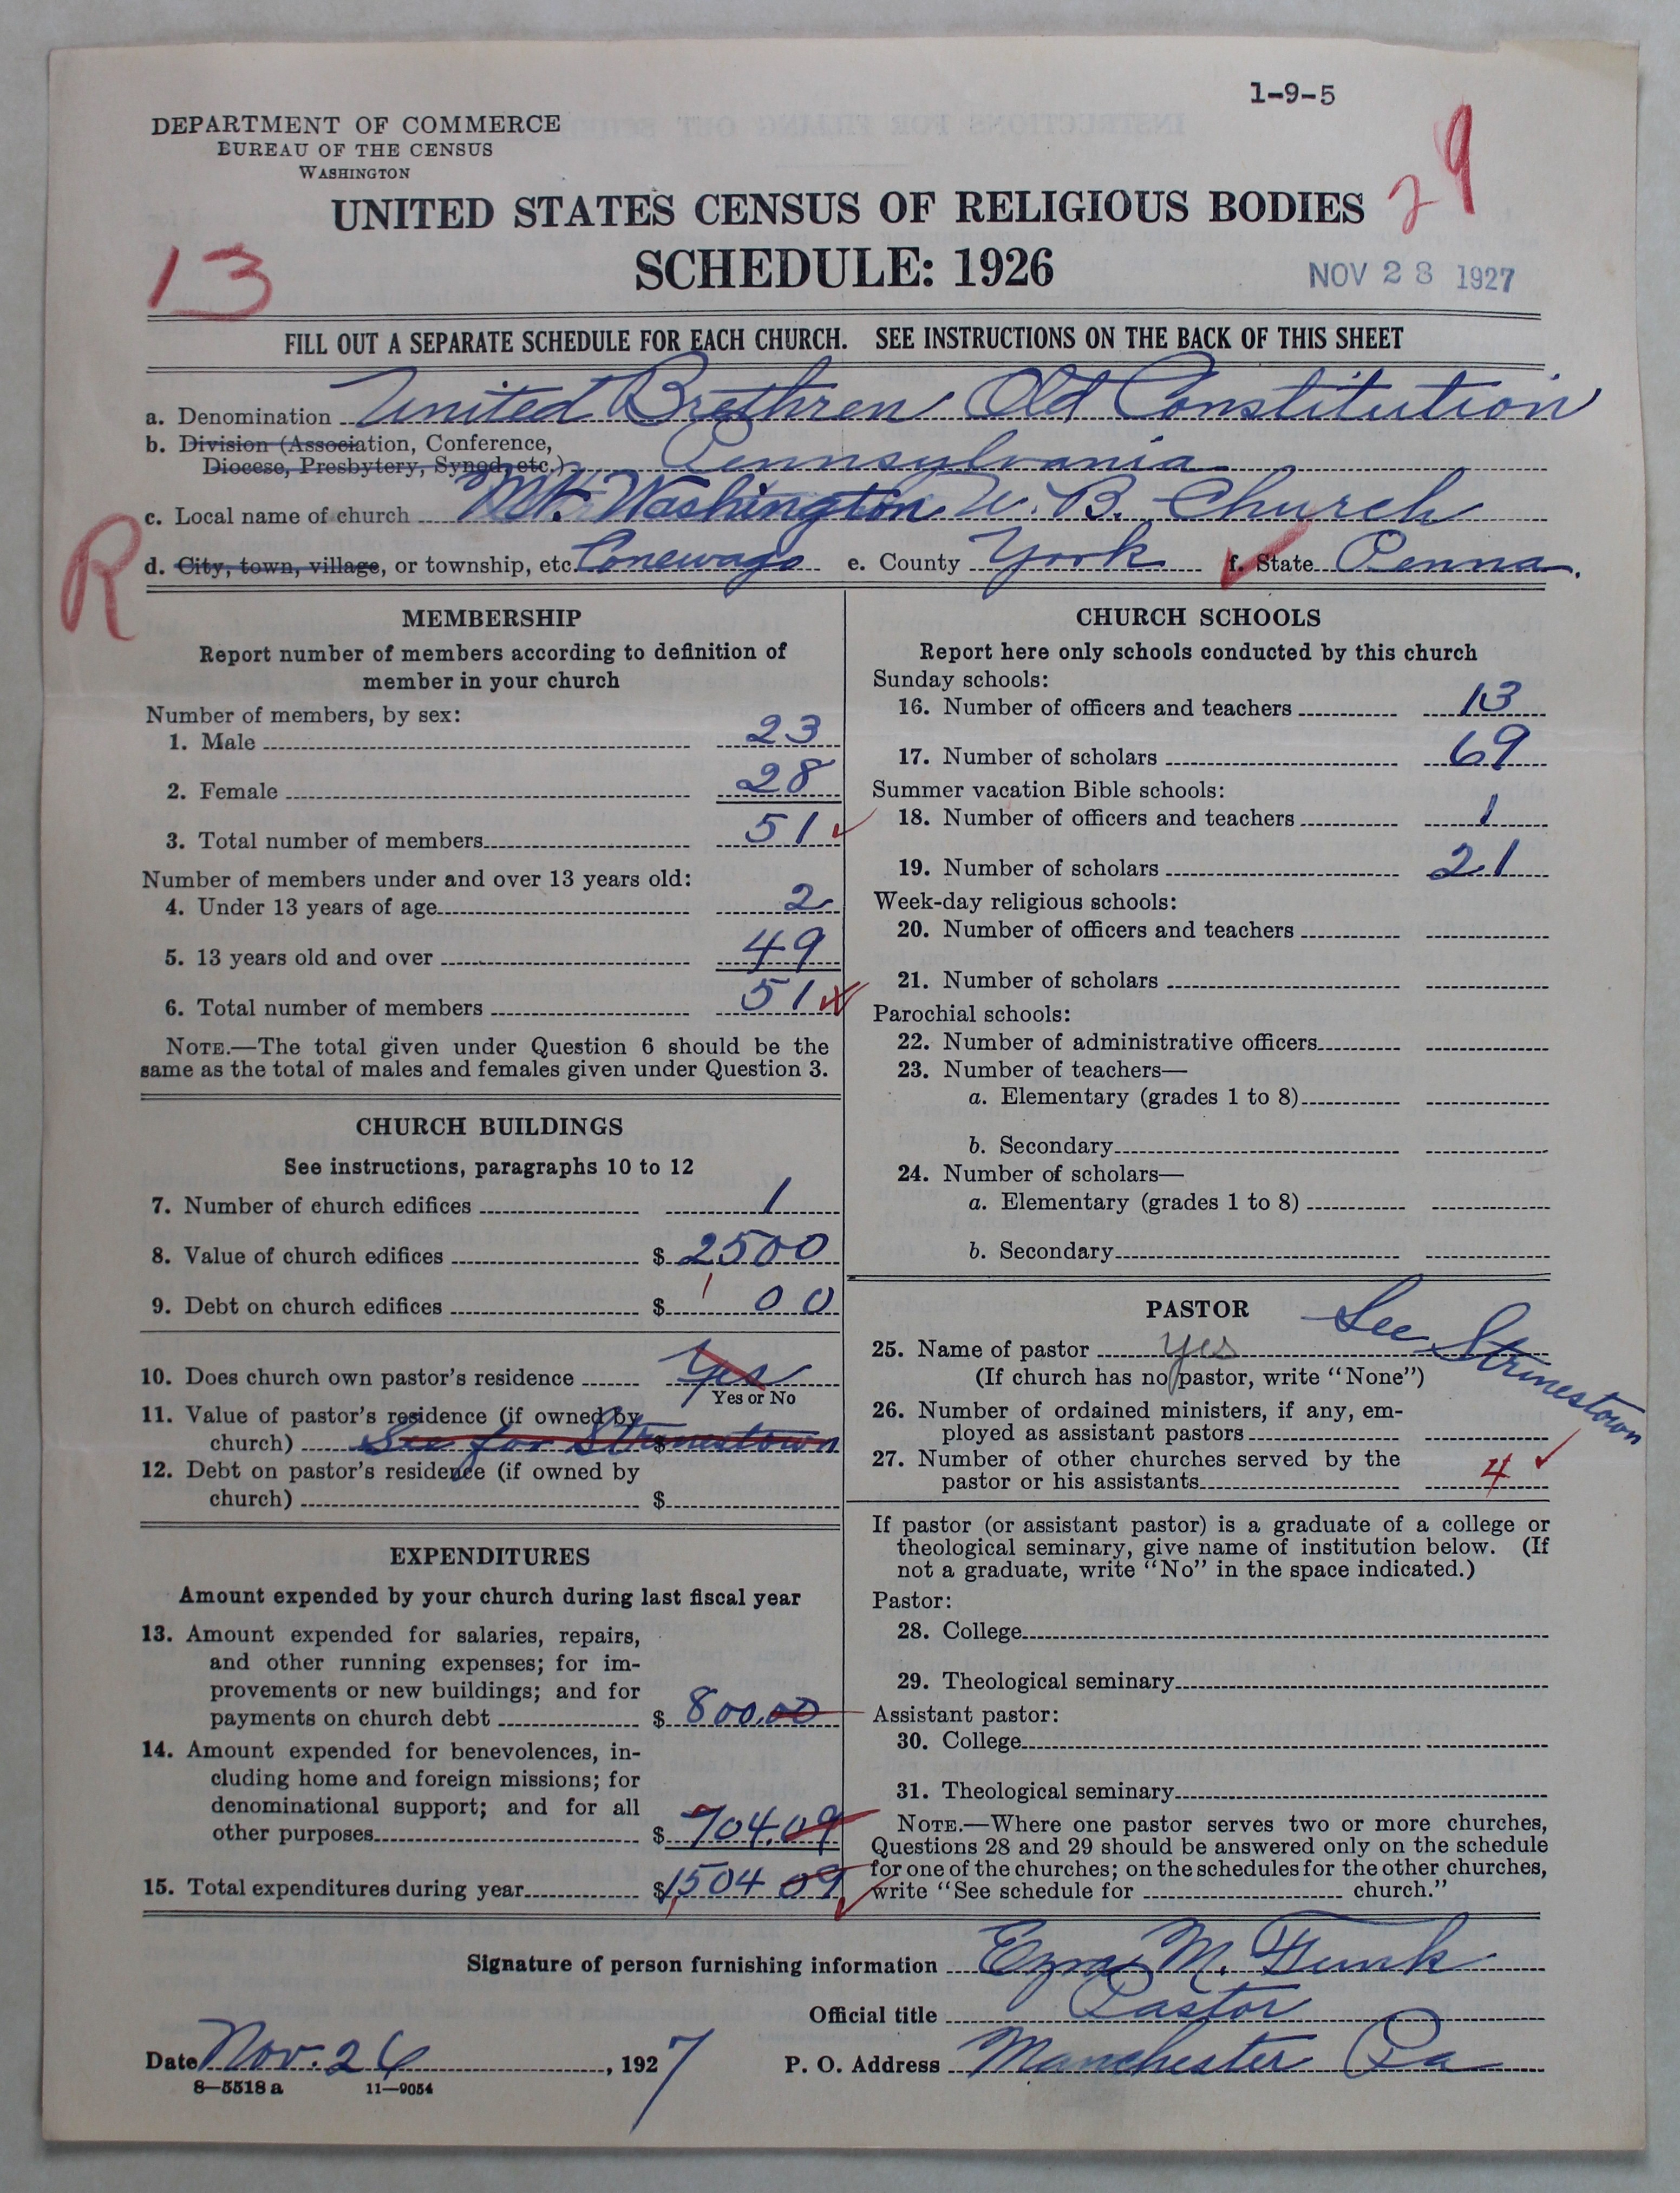 1-9-5
DEPARTMENT OF COMMERCE
BUREAU OF THE CENSUS
WASHINGTON
29
UNITED STATES CENSUS OF RELIGIOUS BODIES
SCHEDULE: 1926
13
NOV 28 1927
FILL OUT A SEPARATE SCHEDULE FOR EACH CHURCH. SEE INSTRUCTIONS ON THE BACK OF THIS SHEET
a. Denomination United Brethren Old Constitution
b. Division (Association, Conference,
Diocese, Presbytery, Synod, etc.) Pennsylvania
c. Local name of church Mt. Washington U. B. Church
R
d. City, town, village, or township, etc. Conewago e. County York f. State Penna.
MEMBERSHIP
Report number of members according to definition of
member in your church
Number of members, by sex:
1. Male 23
2. Female 28
3. Total number of members 51
Number of members under and over 13 years old:
4. Under 13 years of age 2
5. 13 years old and over 49
6. Total number of members 51
NOTE.—The total given under Question 6 should be the
same as the total of males and females given under Question 3.
CHURCH BUILDINGS
See instructions, paragraphs 10 to 12
7. Number of church edifices 1
8. Value of church edifices $ 2500
9. Debt on church edifices $ 00
10. Does church own pastor's residence Yes
Yes or No
11. Value of pastor's residence (if owned by
church) See for Strinestown $
12. Debt on pastor's residence (if owned by
church) $
EXPENDITURES
Amount expended by your church during last fiscal year
13. Amount expended for salaries, repairs,
and other running expenses; for im-
provements or new buildings; and for
payments on church debt $ 800.00
14. Amount expended for benevolences, in-
cluding home and foreign missions; for
denominational support; and for all
other purposes $ 704.09
15. Total expenditures during year $1504 09
CHURCH SCHOOLS
Report here only schools conducted by this church
Sunday schools:
16. Number of officers and teachers 13
17. Number of scholars 69
Summer vacation Bible schools:
18. Number of officers and teachers 1
19. Number of scholars 21
Week-day religious schools:
20. Number of officers and teachers
21. Number of scholars
Parochial schools:
22. Number of administrative officers
23. Number of teachers—
a. Elementary (grades 1 to 8)
b. Secondary
24. Number of scholars—
a. Elementary (grades 1 to 8)
b. Secondary
PASTOR
25. Name of pastor yes See Strinestown
(If church has no pastor, write "None")
26. Number of ordained ministers, if any, em-
ployed as assistant pastors
27. Number of other churches served by the
pastor or his assistants 4
If pastor (or assistant pastor) is a graduate of a college or
theological seminary, give name of institution below. (If
not a graduate, write "No" in the space indicated.)
Pastor:
28. College
29. Theological seminary
Assistant pastor:
30. College
31. Theological seminary
NOTE.—Where one pastor serves two or more churches,
Questions 28 and 29 should be answered only on the schedule
for one of the churches; on the schedules for the other churches,
write "See schedule for church."
Signature of person furnishing information Ezra M. Funk
Official title Pastor
Date Nov. 26, 1927 P. O. Address Manchester Pa
8—5518 a 11—9054